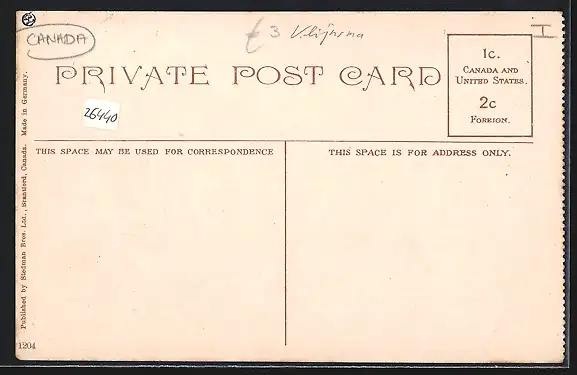 CANADA
3
PRIVATE POST CARD
1c.
CANADA AND
UNITED STATES.
2c
FOREIGN.
26440
THIS SPACE MAY BE USED FOR CORRESPONDENCE
THIS SPACE IS FOR ADDRESS ONLY.
Published by Stedman Bros. Ltd., Brantford, Canada. Made in Germany.
1204
I